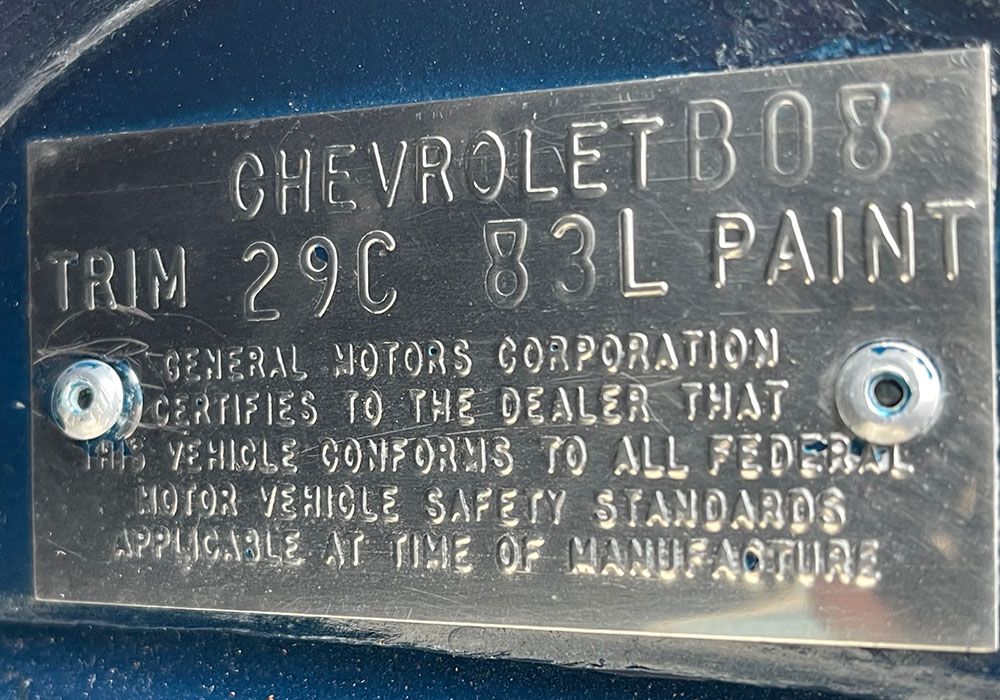 CHEVROLET B08
TRIM 29C 83L PAINT
GENERAL MOTORS CORPORATION
CERTIFIES TO THE DEALER THAT
THIS VEHICLE CONFORMS TO ALL FEDERAL
MOTOR VEHICLE SAFETY STANDARDS
APPLICABLE AT TIME OF MANUFACTURE